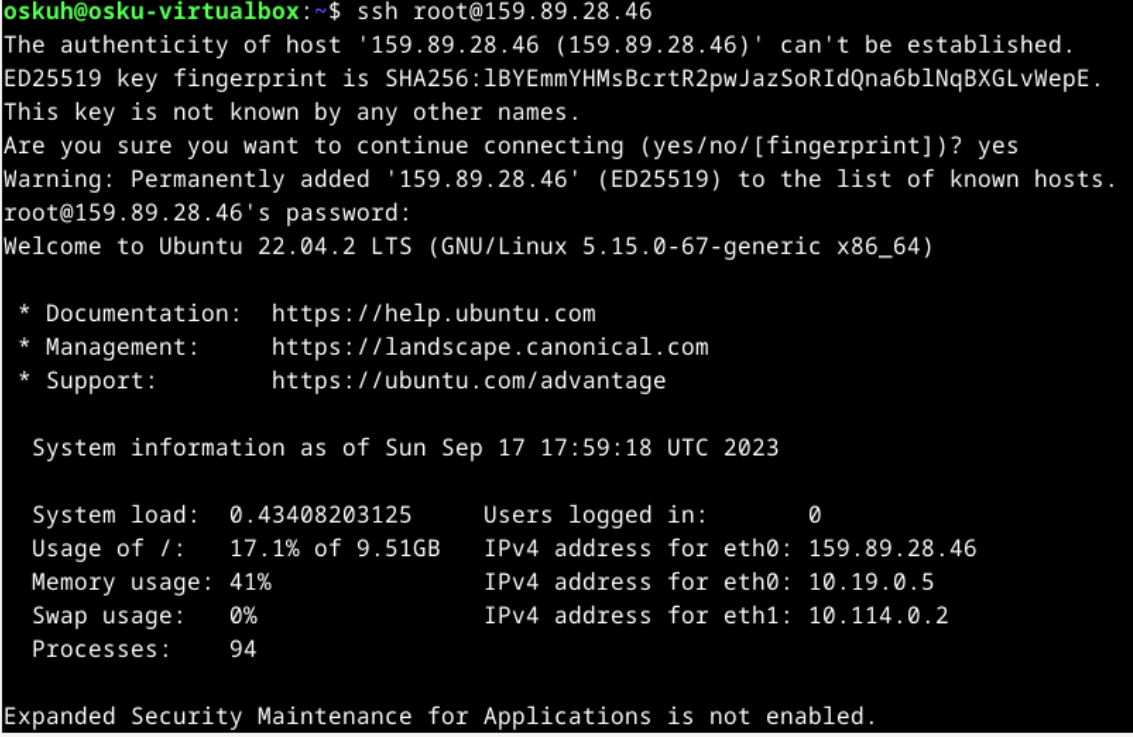 oskuh@osku-virtualbox:~$ ssh root@159.89.28.46
The authenticity of host '159.89.28.46 (159.89.28.46)' can't be established.
ED25519 key fingerprint is SHA256:lBYEmmYHMsBcrtR2pwJazSoRIdQna6blNqBXGLvWepE.
This key is not known by any other names.
Are you sure you want to continue connecting (yes/no/[fingerprint])? yes
Warning: Permanently added '159.89.28.46' (ED25519) to the list of known hosts.
root@159.89.28.46's password:
Welcome to Ubuntu 22.04.2 LTS (GNU/Linux 5.15.0-67-generic x86_64)
* Documentation: https://help.ubuntu.com
* Management: https://landscape.canonical.com
* Support: https://ubuntu.com/advantage
System information as of Sun Sep 17 17:59:18 UTC 2023
System load: 0.43408203125 Users logged in: 0
Usage of /: 17.1% of 9.51GB IPv4 address for eth0: 159.89.28.46
Memory usage: 41% IPv4 address for eth0: 10.19.0.5
Swap usage: 0% IPv4 address for eth1: 10.114.0.2
Processes: 94
Expanded Security Maintenance for Applications is not enabled.